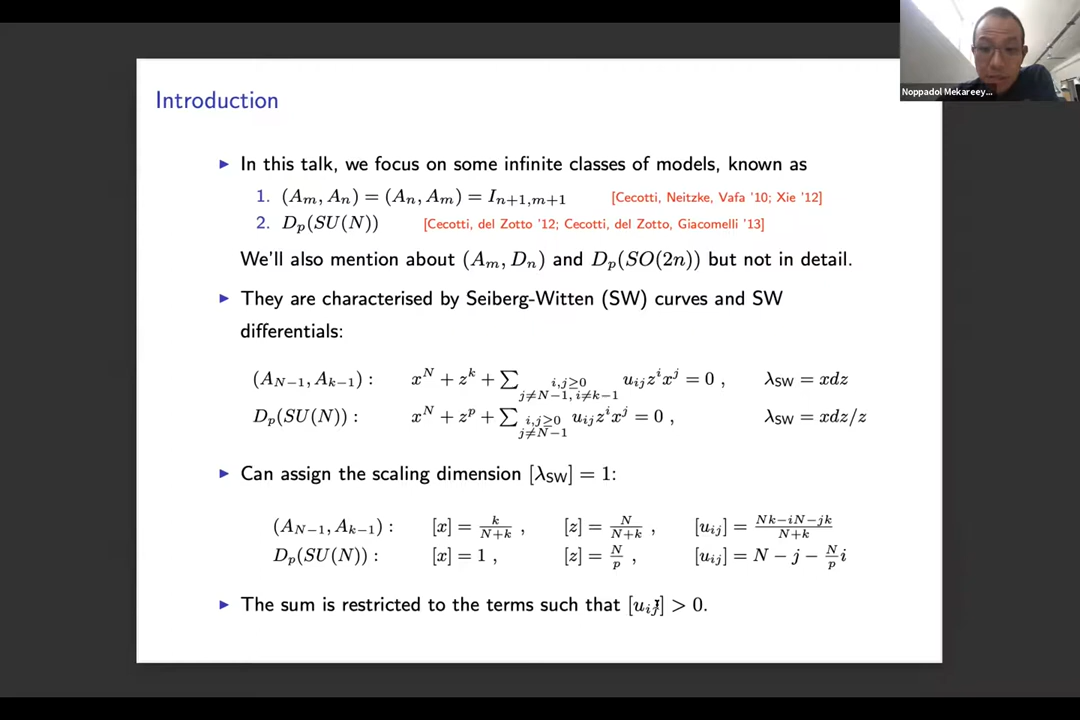 Noppadol Mekareey...
Introduction
▶ In this talk, we focus on some infinite classes of models, known as
1. (A_m, A_n) = (A_n, A_m) = I_{n+1,m+1} [Cecotti, Neitzke, Vafa '10; Xie '12]
2. D_p(SU(N)) [Cecotti, del Zotto '12; Cecotti, del Zotto, Giacomelli '13]
We'll also mention about (A_m, D_n) and D_p(SO(2n)) but not in detail.
▶ They are characterised by Seiberg-Witten (SW) curves and SW
differentials:
(A_{N−1}, A_{k−1}) : x^N + z^k + ∑_{i,j≥0 j≠N−1, i≠k−1} u_{ij}z^i x^j = 0 , λ_SW = xdz
D_p(SU(N)) : x^N + z^p + ∑_{i,j≥0 j≠N−1} u_{ij}z^i x^j = 0 , λ_SW = xdz/z
▶ Can assign the scaling dimension [λ_SW] = 1:
(A_{N−1}, A_{k−1}) : [x] = k/(N+k) , [z] = N/(N+k) , [u_{ij}] = (Nk−iN−jk)/(N+k)
D_p(SU(N)) : [x] = 1 , [z] = N/p , [u_{ij}] = N − j − (N/p)i
▶ The sum is restricted to the terms such that [u_{ij}] > 0.